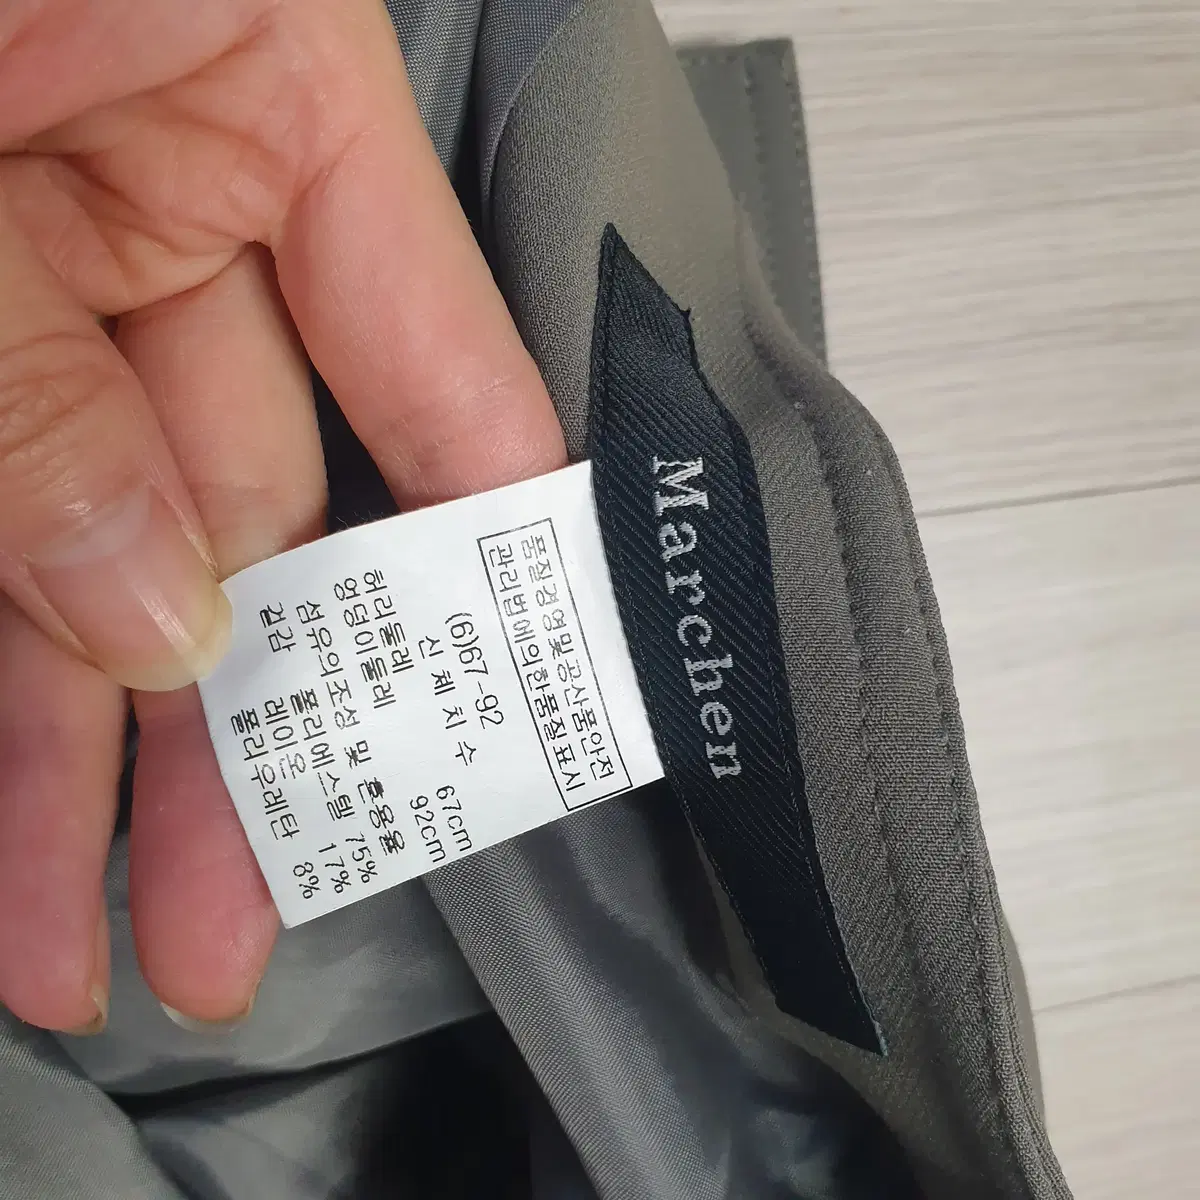 Marchen
품질경영및공산품안전
관리법에의한품질표시
(6)67-92
신체치수
허리둘레 67cm
엉덩이둘레 92cm
섬유의조성 및 혼용율
겉감 폴리에스텔 75%
레이온 17%
폴리우레탄 8%